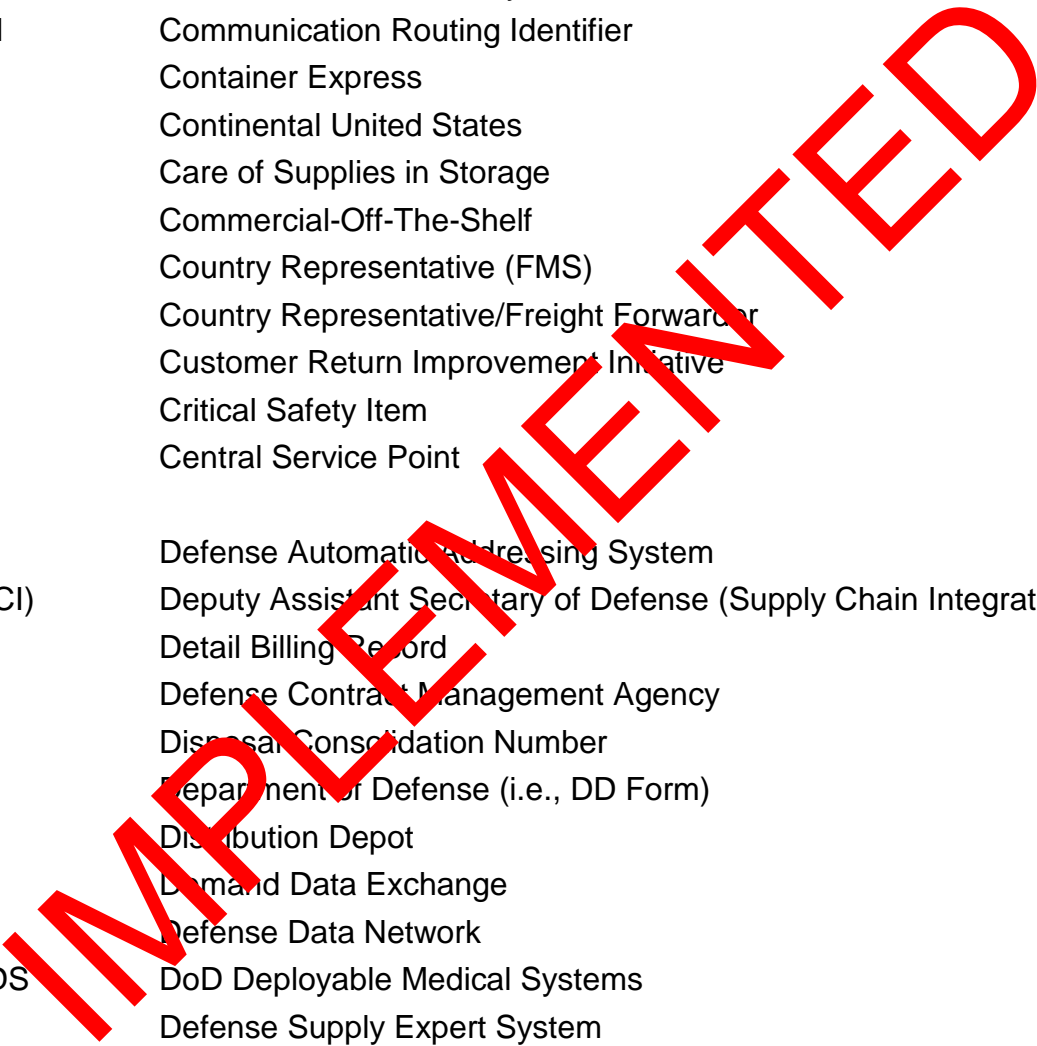 Communication Routing Identifier
Container Express
Continental United States
Care of Supplies in Storage
Commercial-Off-The-Shelf
Country Representative (FMS)
Country Representative/Freight Forwarder
Customer Return Improvement Initiative
Critical Safety Item
Central Service Point
Defense Automatic Addressing System
CI) Deputy Assistant Secretary of Defense (Supply Chain Integrat
Detail Billing Record
Defense Contract Management Agency
Disposal Consolidation Number
Department of Defense (i.e., DD Form)
Distribution Depot
Demand Data Exchange
Defense Data Network
DS DoD Deployable Medical Systems
Defense Supply Expert System
IMPLEMENTED